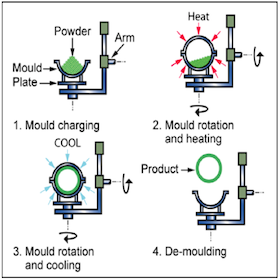 Powder
Arm
Mould
Plate
1. Mould charging
Heat
2. Mould rotation
and heating
COOL
3. Mould rotation
and cooling
Product
4. De-moulding